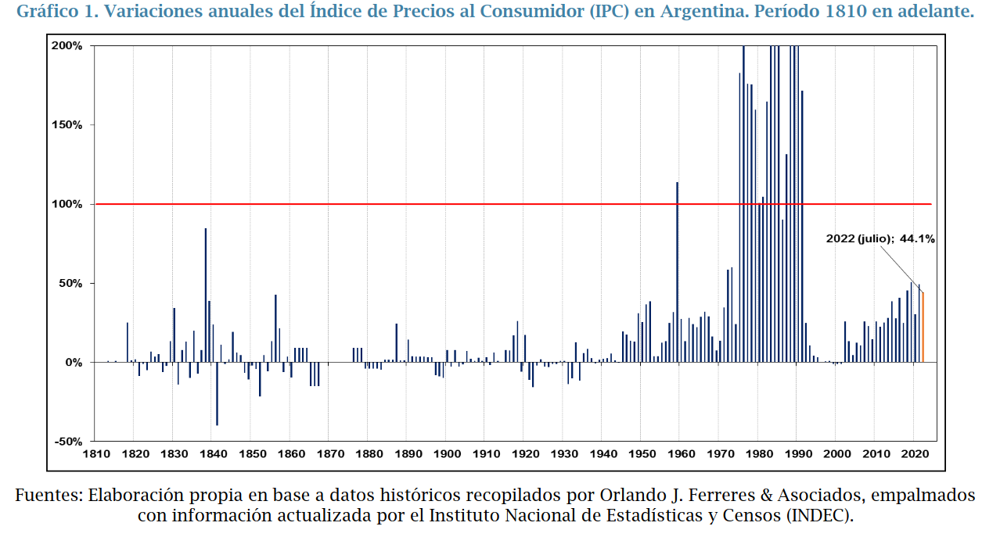 Gráfico 1. Variaciones anuales del Índice de Precios al Consumidor (IPC) en Argentina. Período 1810 en adelante.
200%
150%
100%
2022 (julio); 44.1%
50%
0%
-50%
1810 1820 1830 1840 1850 1860 1870 1880 1890 1900 1910 1920 1930 1940 1950 1960 1970 1980 1990 2000 2010 2020
Fuentes: Elaboración propia en base a datos históricos recopilados por Orlando J. Ferreres & Asociados, empalmados
con información actualizada por el Instituto Nacional de Estadísticas y Censos (INDEC).